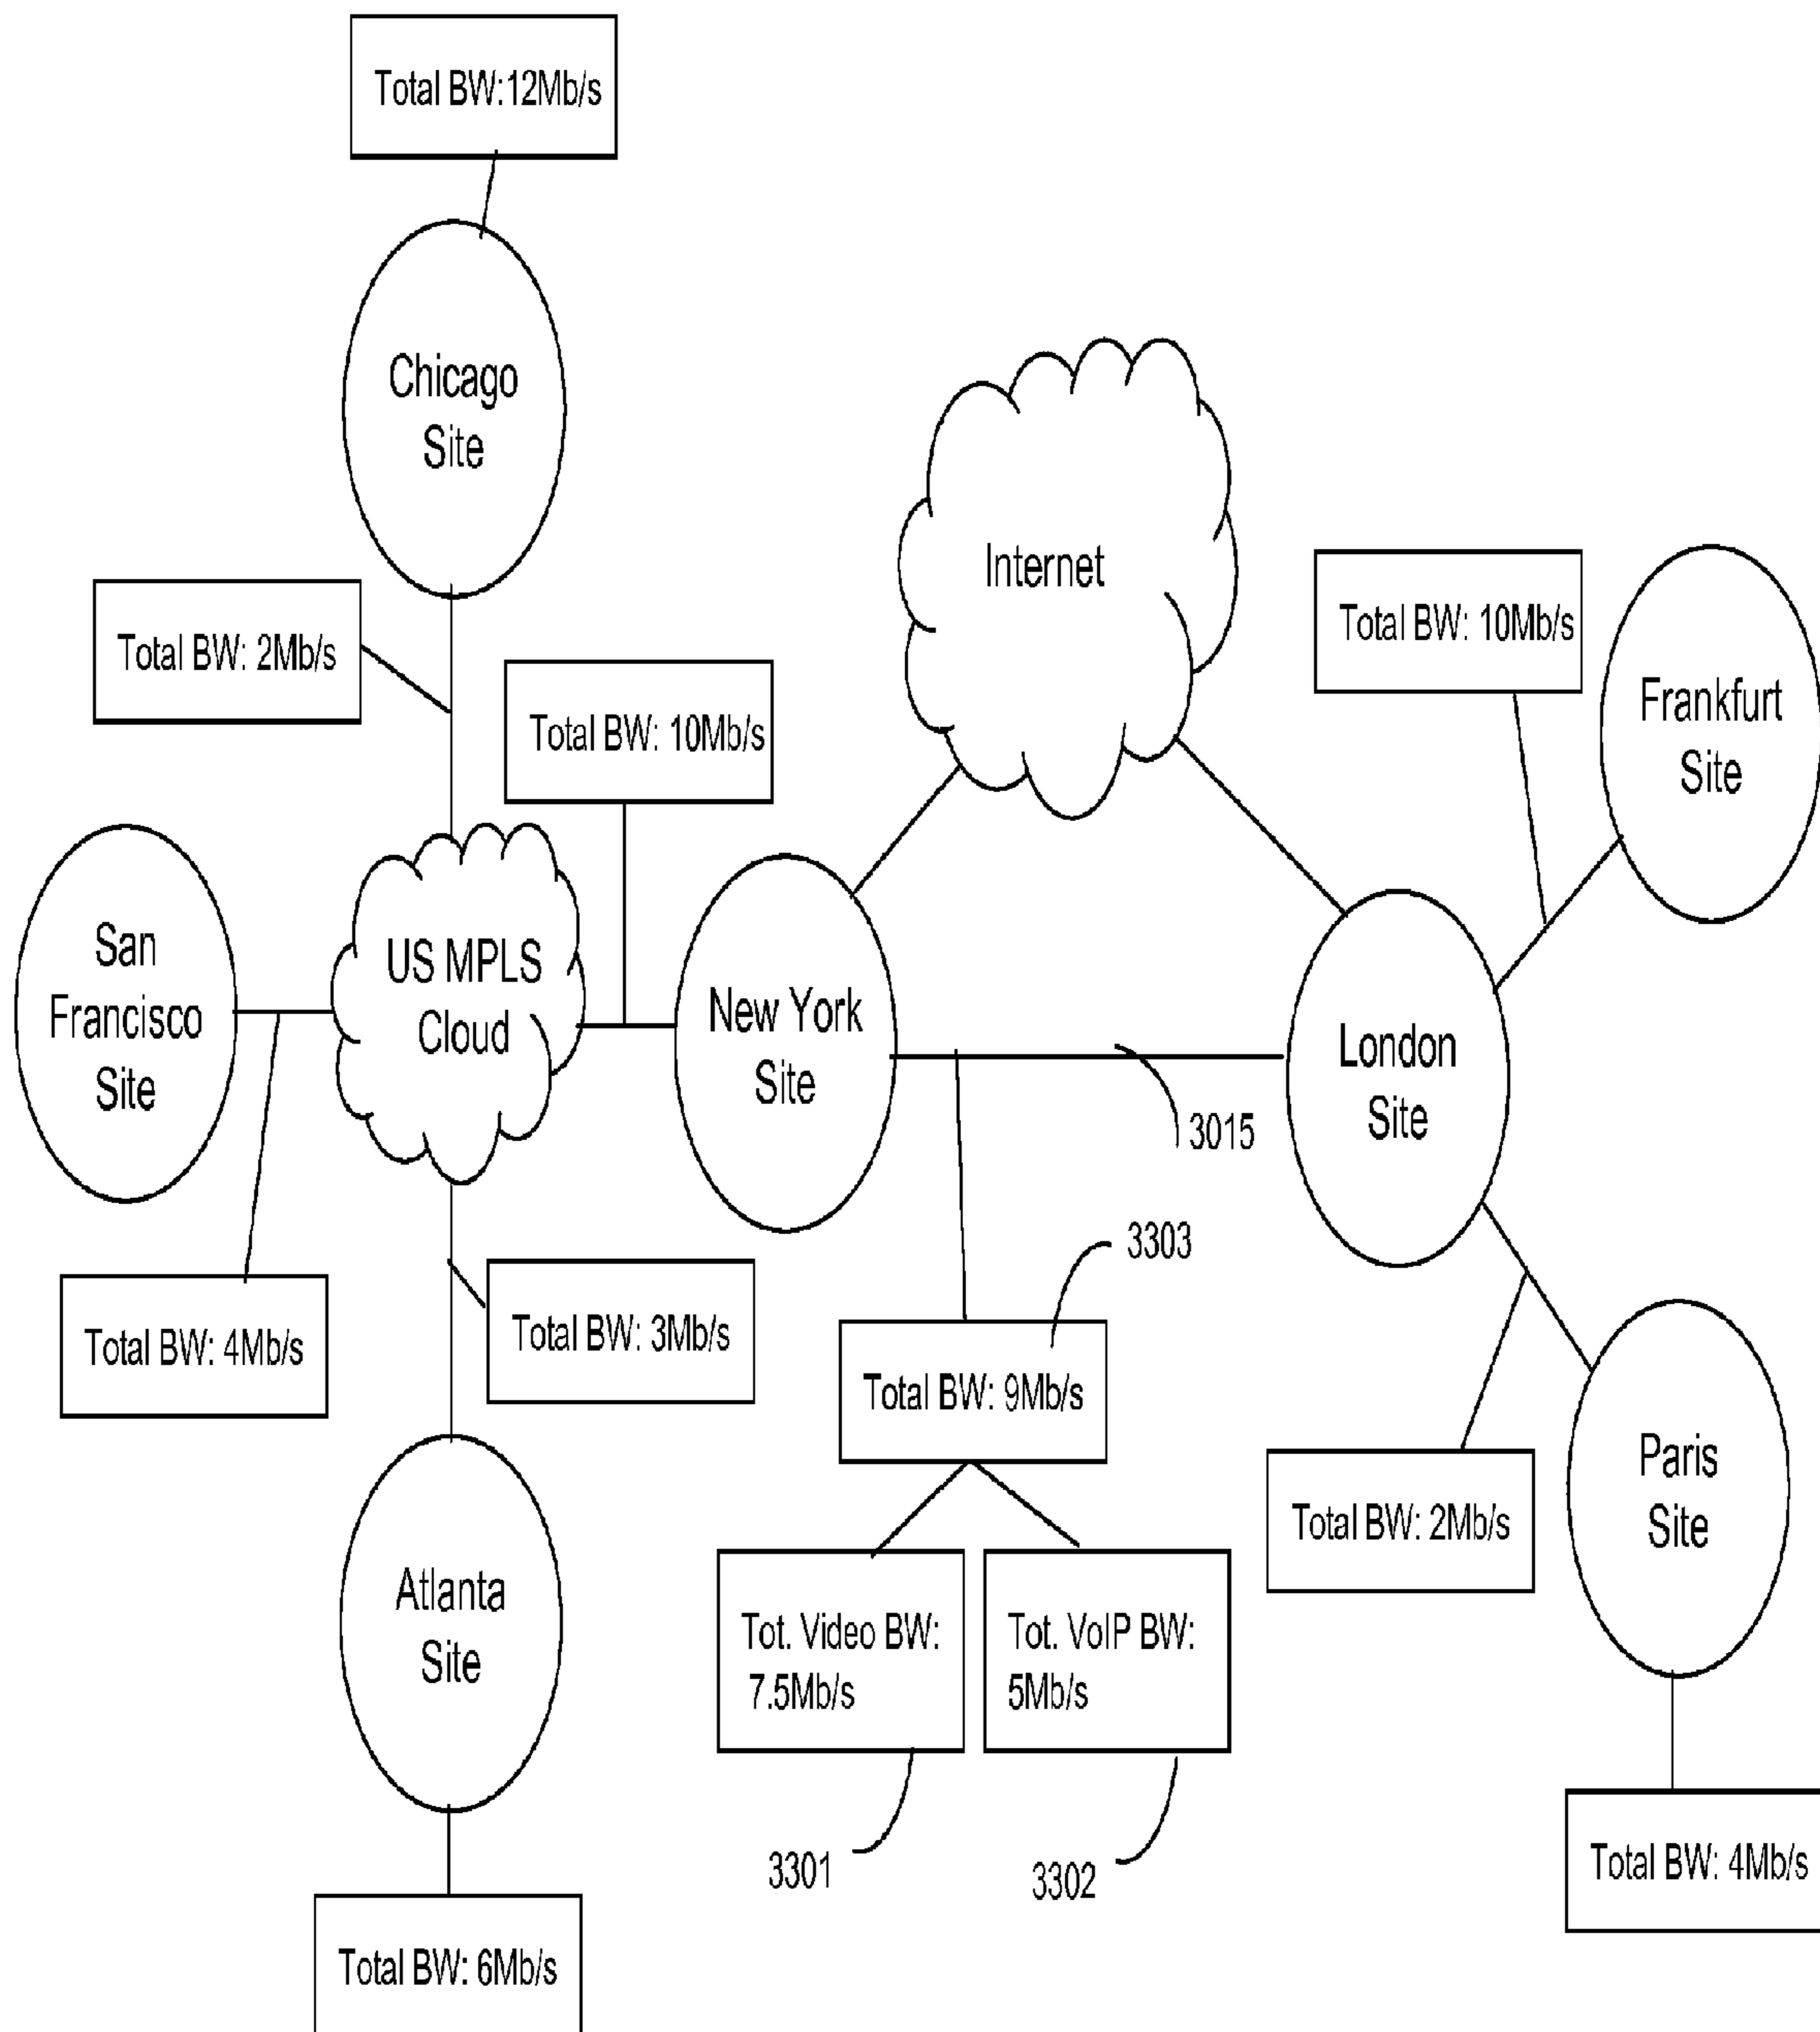 Total BW:12Mb/s
Chicago
Site
Internet
Total BW: 2Mb/s
Total BW: 10Mb/s
Total BW: 10Mb/s
Frankfurt
Site
San
Francisco
Site
US MPLS
Cloud
New York
Site
London
Site
3015
3303
Total BW: 4Mb/s
Total BW: 3Mb/s
Total BW: 9Mb/s
Paris
Site
Total BW: 2Mb/s
Atlanta
Site
Tot. Video BW:
7.5Mb/s
Tot. VoIP BW:
5Mb/s
3301
3302
Total BW: 4Mb/s
Total BW: 6Mb/s